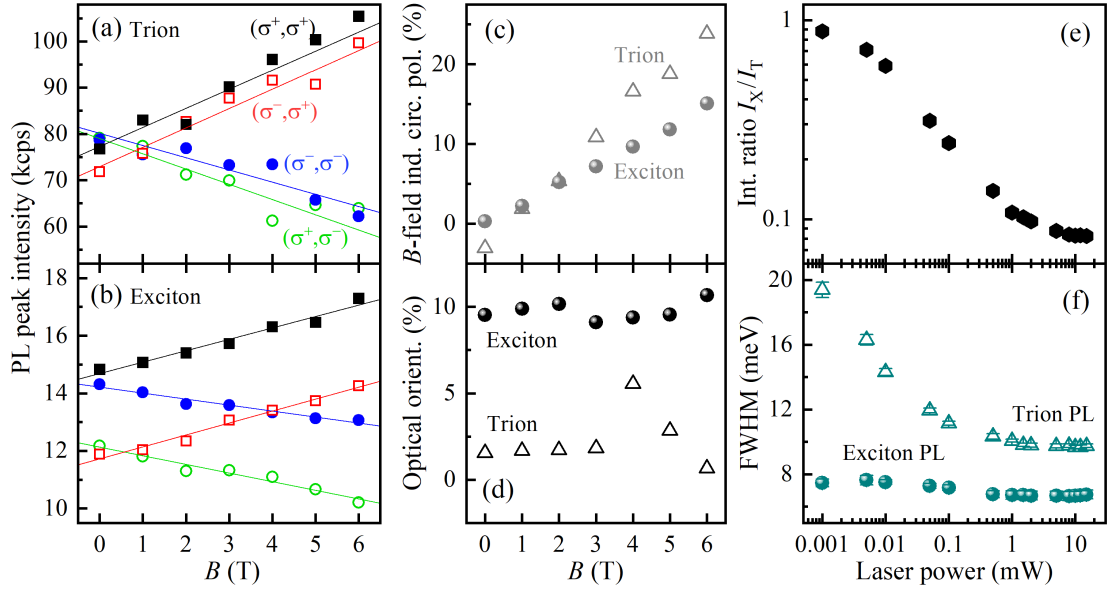 (a) Trion
(σ⁺,σ⁺)
(σ⁻,σ⁺)
(σ⁻,σ⁻)
(σ⁺,σ⁻)
100
90
80
70
60
PL peak intensity (kcps)
(b) Exciton
18
16
14
12
10
0 1 2 3 4 5 6
B (T)
(c)
Trion
Exciton
20
10
0
B-field ind. circ. pol. (%)
Exciton
Trion
(d)
10
5
0
Optical orient. (%)
0 1 2 3 4 5 6
B (T)
(e)
1
0.1
Int. ratio I_X/I_T
(f)
Trion PL
Exciton PL
20
16
12
8
FWHM (meV)
0.001 0.01 0.1 1 10
Laser power (mW)